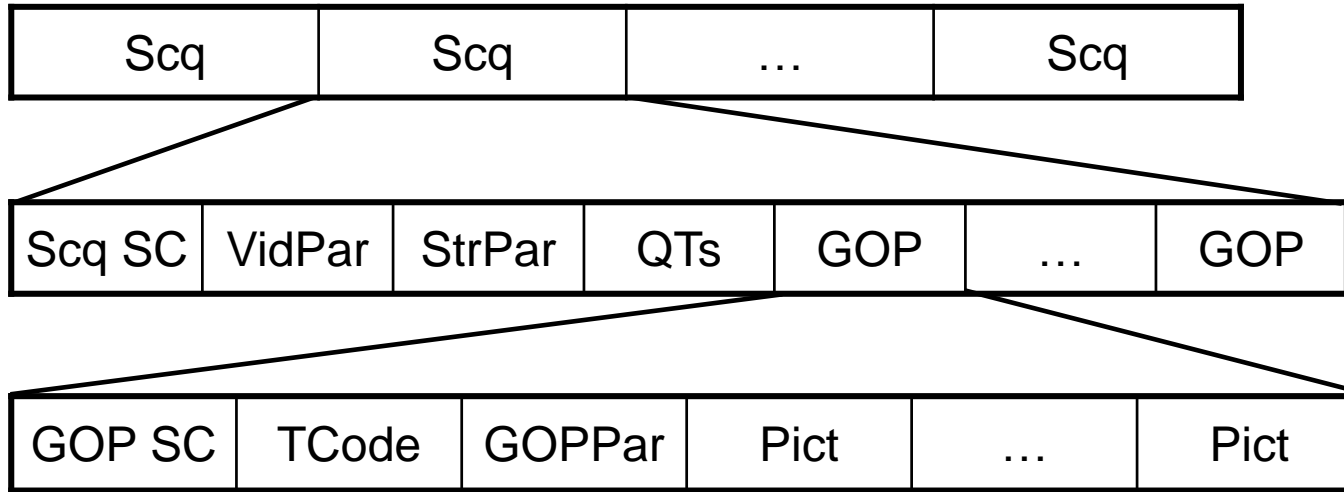 Scq Scq … Scq
Scq SC VidPar StrPar QTs GOP … GOP
GOP SC TCode GOPPar Pict … Pict